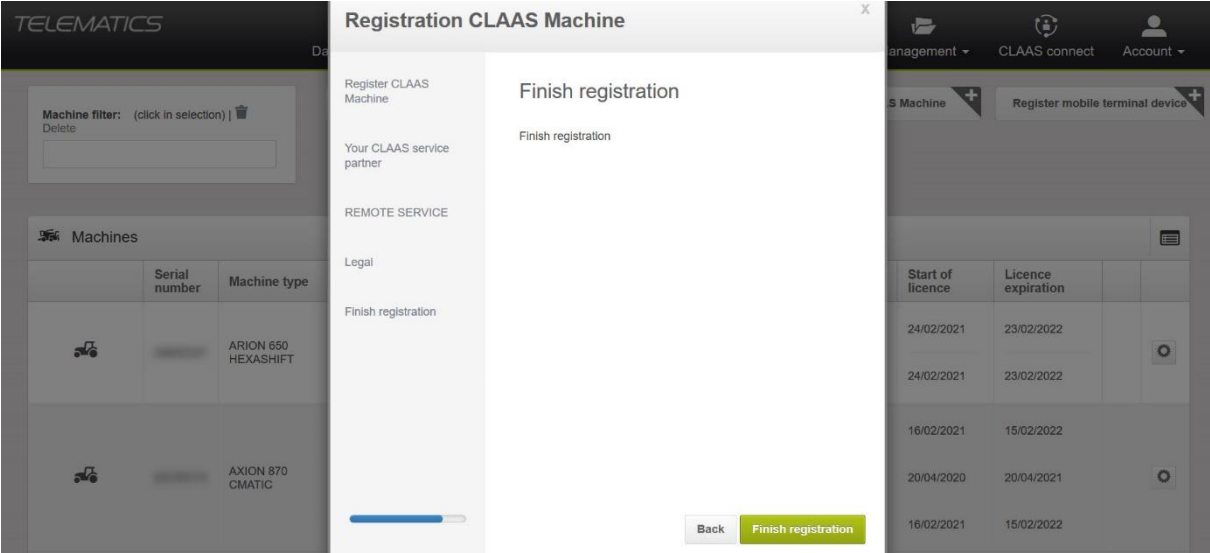 TELEMATICS
Da
anagement
CLAAS connect
Account
Registration CLAAS Machine
X
Register CLAAS
Machine
Your CLAAS service
partner
REMOTE SERVICE
Legal
Finish registration
Finish registration
Finish registration
Back
Finish registration
Machine filter: (click in selection) |
Delete
S Machine
Register mobile terminal device
Machines
Serial
number
Machine type
Start of
licence
Licence
expiration
ARION 650
HEXASHIFT
24/02/2021 23/02/2022
24/02/2021 23/02/2022
AXION 870
CMATIC
16/02/2021 15/02/2022
20/04/2020 20/04/2021
16/02/2021 15/02/2022